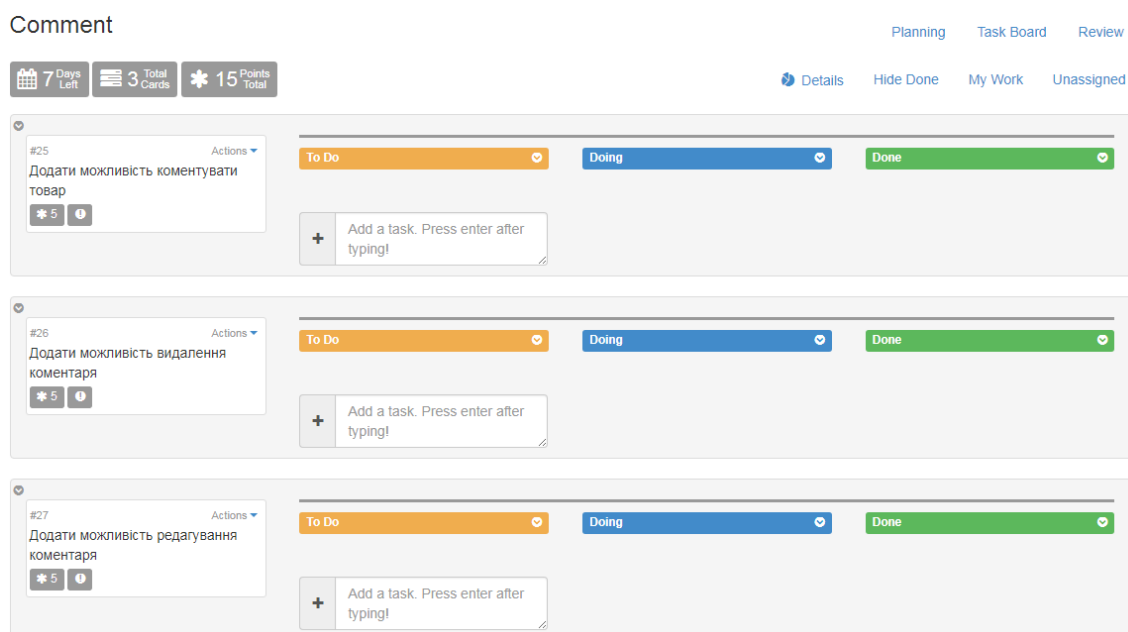 Comment
Planning Task Board Review
7 Days Left 3 Total Cards 15 Points Total
Details Hide Done My Work Unassigned
#25 Actions
Додати можливість коментувати
товар
5
To Do Doing Done
Add a task. Press enter after
typing!
#26 Actions
Додати можливість видалення
коментаря
5
To Do Doing Done
Add a task. Press enter after
typing!
#27 Actions
Додати можливість редагування
коментаря
5
To Do Doing Done
Add a task. Press enter after
typing!